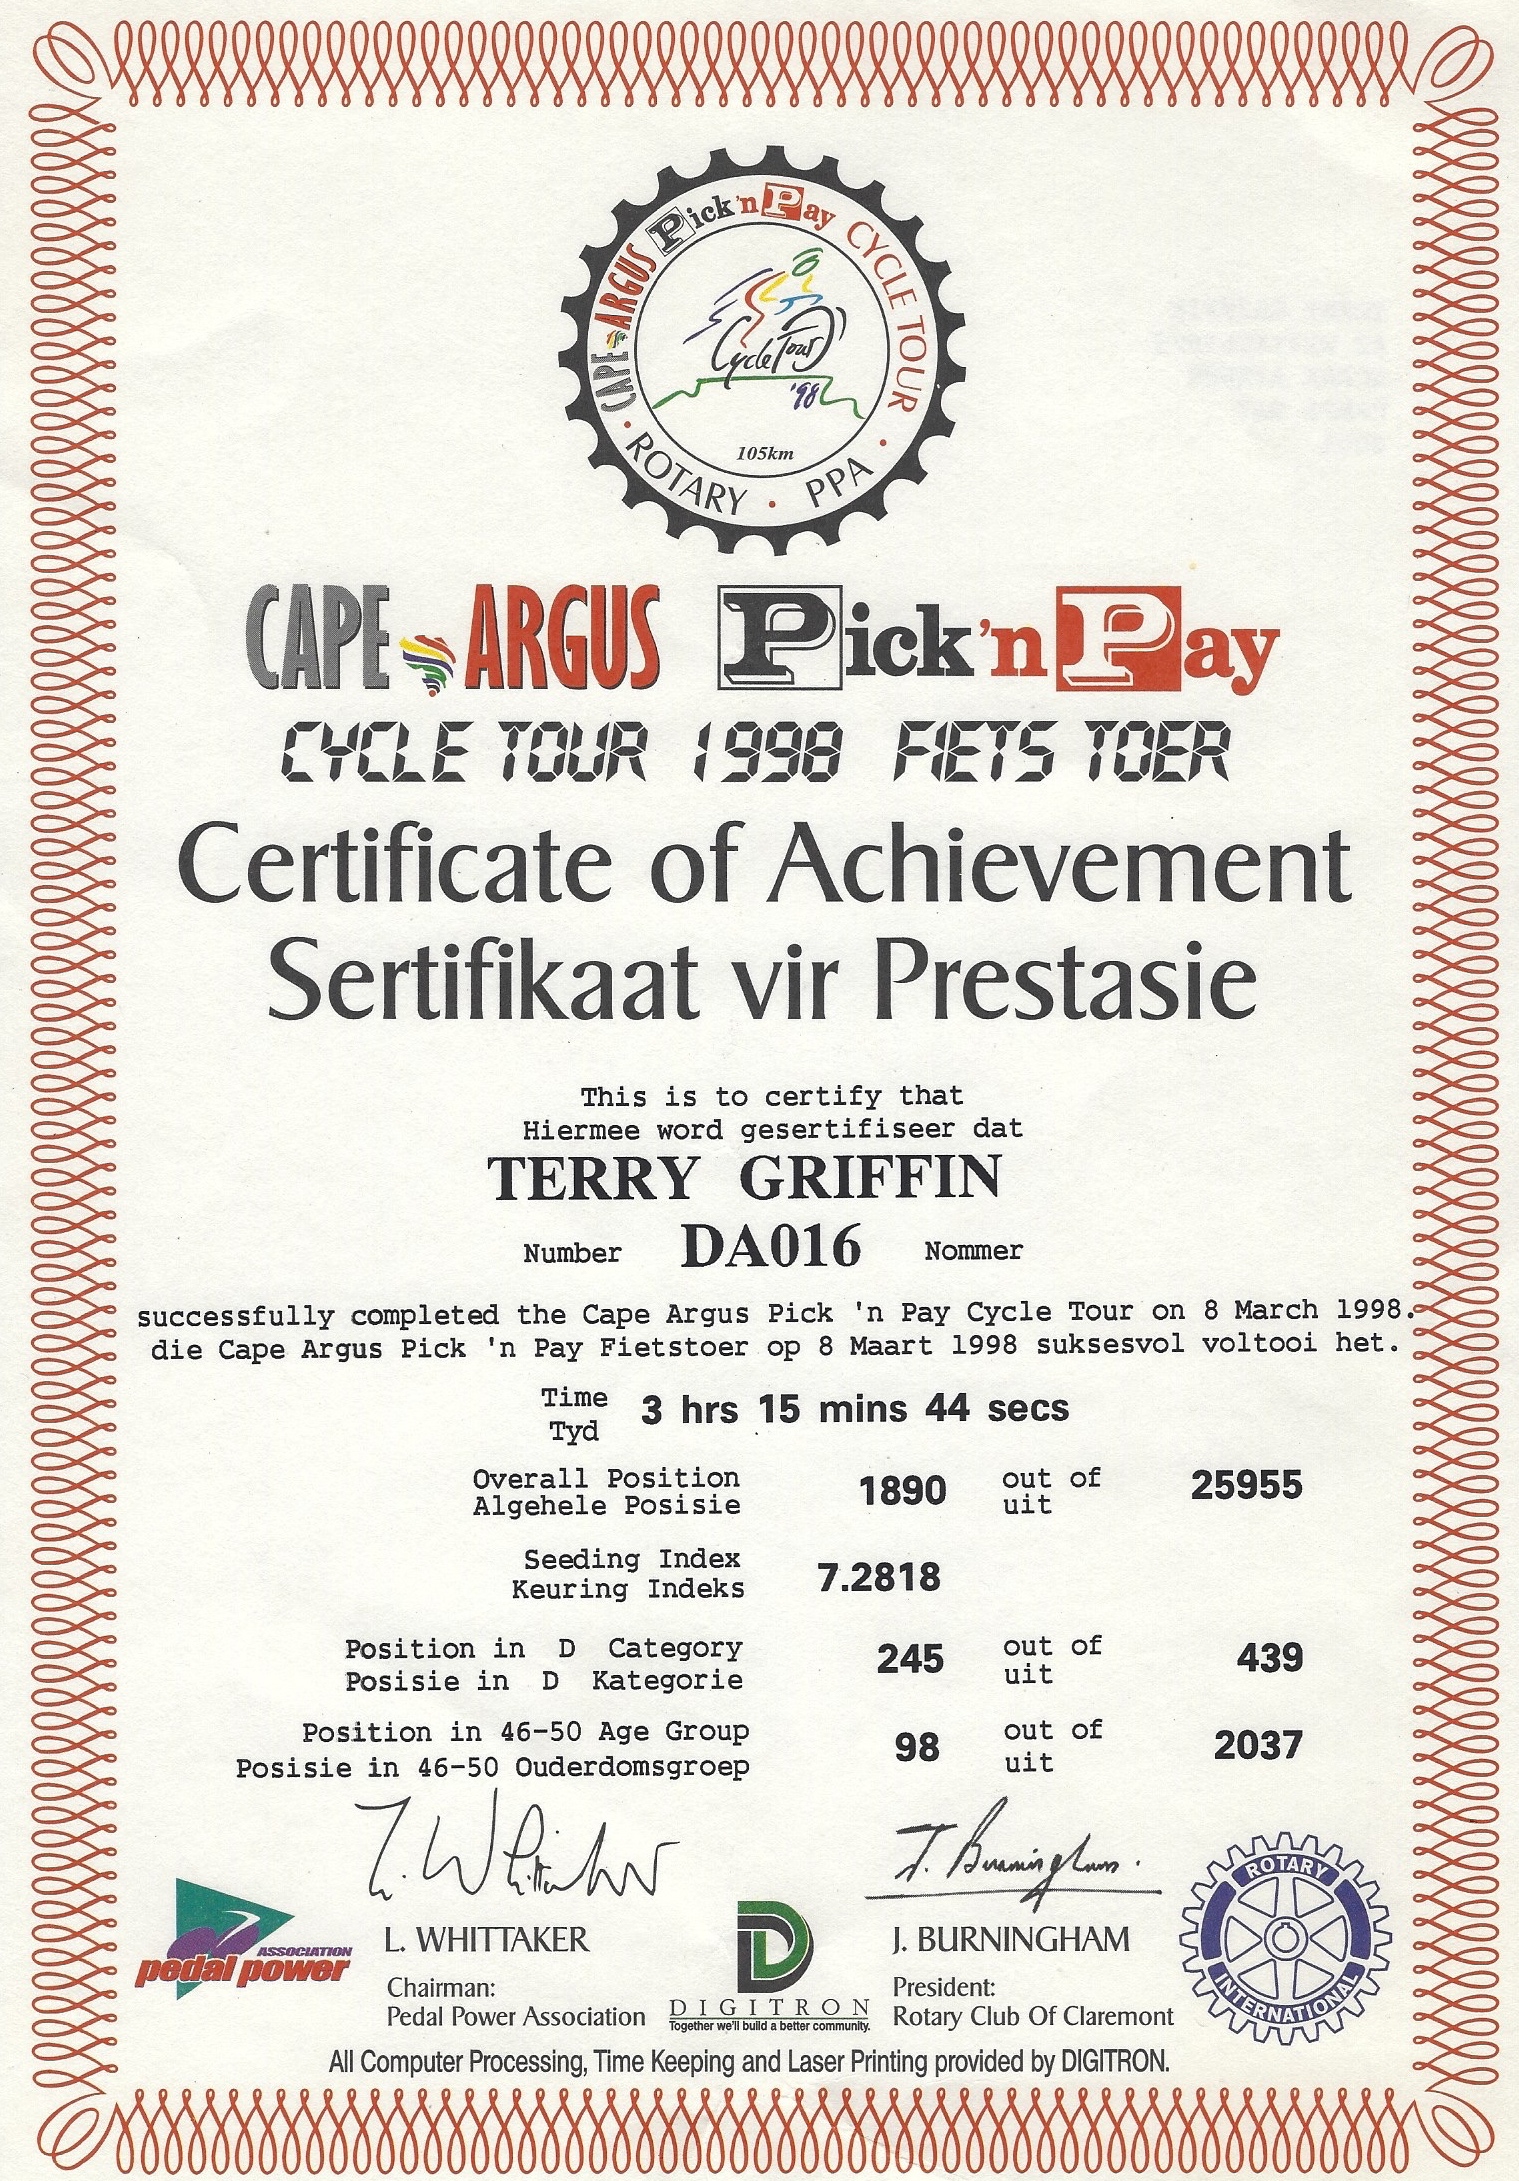 CAPE ARGUS Pick 'n Pay CYCLE TOUR
Cycle Tour
'98
105km
ROTARY · PPA
CAPE ARGUS Pick 'n Pay
CYCLE TOUR 1998 FIETS TOER
Certificate of Achievement
Sertifikaat vir Prestasie
This is to certify that
Hiermee word gesertifiseer dat
TERRY GRIFFIN
Number DA016 Nommer
successfully completed the Cape Argus Pick 'n Pay Cycle Tour on 8 March 1998.
die Cape Argus Pick 'n Pay Fietstoer op 8 Maart 1998 suksesvol voltooi het.
Time 3 hrs 15 mins 44 secs
Tyd
Overall Position 1890 out of 25955
Algehele Posisie uit
Seeding Index 7.2818
Keuring Indeks
Position in D Category 245 out of 439
Posisie in D Kategorie uit
Position in 46-50 Age Group 98 out of 2037
Posisie in 46-50 Ouderdomsgroep uit
L. Whittaker J. Burningham
L. WHITTAKER J. BURNINGHAM
Chairman: President:
Pedal Power Association Rotary Club Of Claremont
ASSOCIATION
pedal power
DIGITRON
Together we'll build a better community.
ROTARY
INTERNATIONAL
All Computer Processing, Time Keeping and Laser Printing provided by DIGITRON.